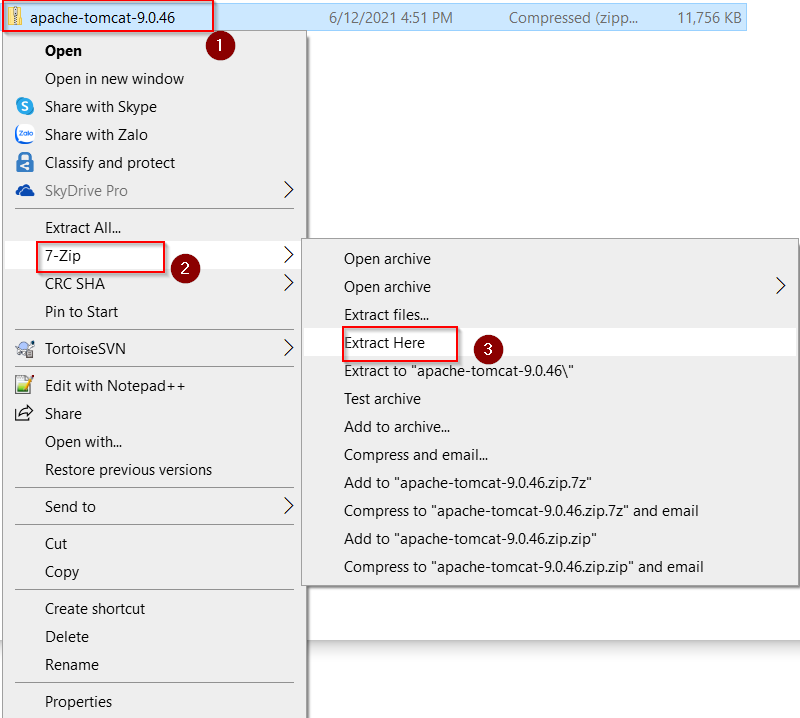 apache-tomcat-9.0.46 6/12/2021 4:51 PM Compressed (zipp... 11,756 KB
1
Open
Open in new window
Share with Skype
Zalo Share with Zalo
Classify and protect
SkyDrive Pro
Extract All...
7-Zip
2
CRC SHA
Pin to Start
TortoiseSVN
Edit with Notepad++
Share
Open with...
Restore previous versions
Send to
Cut
Copy
Create shortcut
Delete
Rename
Properties
Open archive
Open archive
Extract files...
Extract Here
3
Extract to "apache-tomcat-9.0.46\"
Test archive
Add to archive...
Compress and email...
Add to "apache-tomcat-9.0.46.zip.7z"
Compress to "apache-tomcat-9.0.46.zip.7z" and email
Add to "apache-tomcat-9.0.46.zip.zip"
Compress to "apache-tomcat-9.0.46.zip.zip" and email